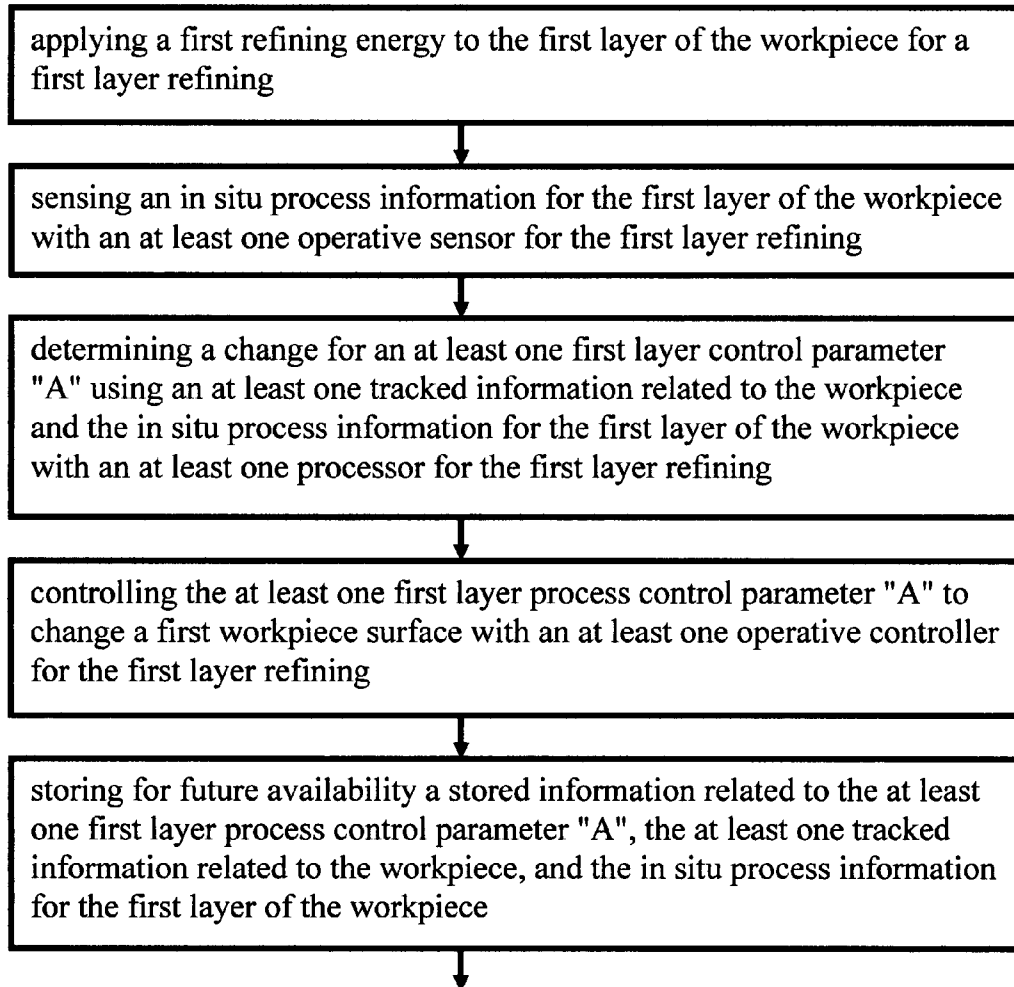 applying a first refining energy to the first layer of the workpiece for a
first layer refining
sensing an in situ process information for the first layer of the workpiece
with an at least one operative sensor for the first layer refining
determining a change for an at least one first layer control parameter
"A" using an at least one tracked information related to the workpiece
and the in situ process information for the first layer of the workpiece
with an at least one processor for the first layer refining
controlling the at least one first layer process control parameter "A" to
change a first workpiece surface with an at least one operative controller
for the first layer refining
storing for future availability a stored information related to the at least
one first layer process control parameter "A", the at least one tracked
information related to the workpiece, and the in situ process information
for the first layer of the workpiece